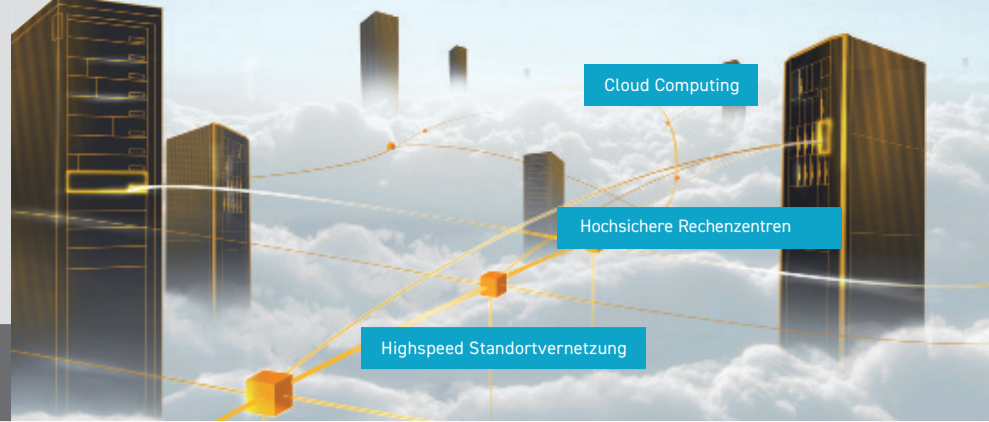 Cloud Computing
Hochsichere Rechenzentren
Highspeed Standortvernetzung